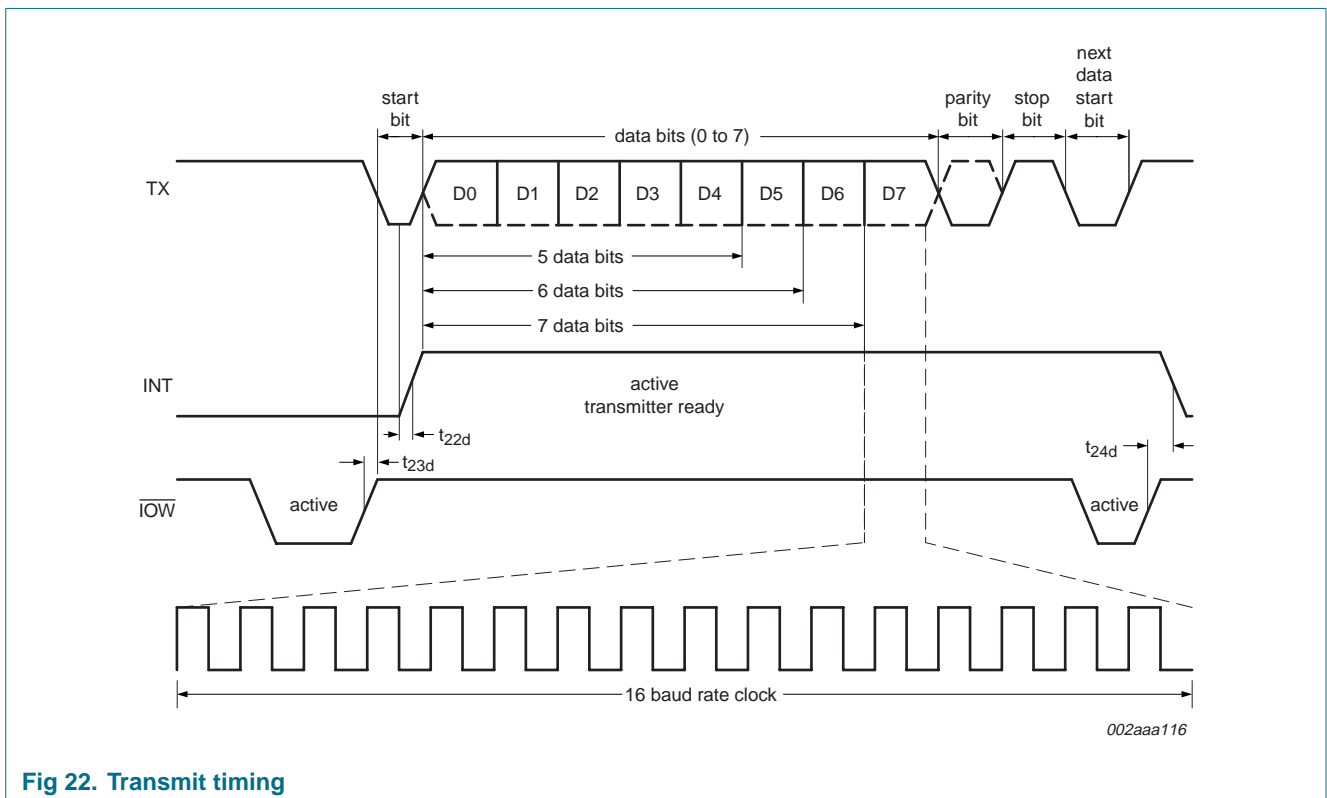 next
data
start
bit
start
bit
parity
bit
stop
bit
data bits (0 to 7)
TX
D0 D1 D2 D3 D4 D5 D6 D7
5 data bits
6 data bits
7 data bits
INT
active
transmitter ready
t22d
t23d
t24d
IOW
active
active
16 baud rate clock
002aaa116
Fig 22. Transmit timing